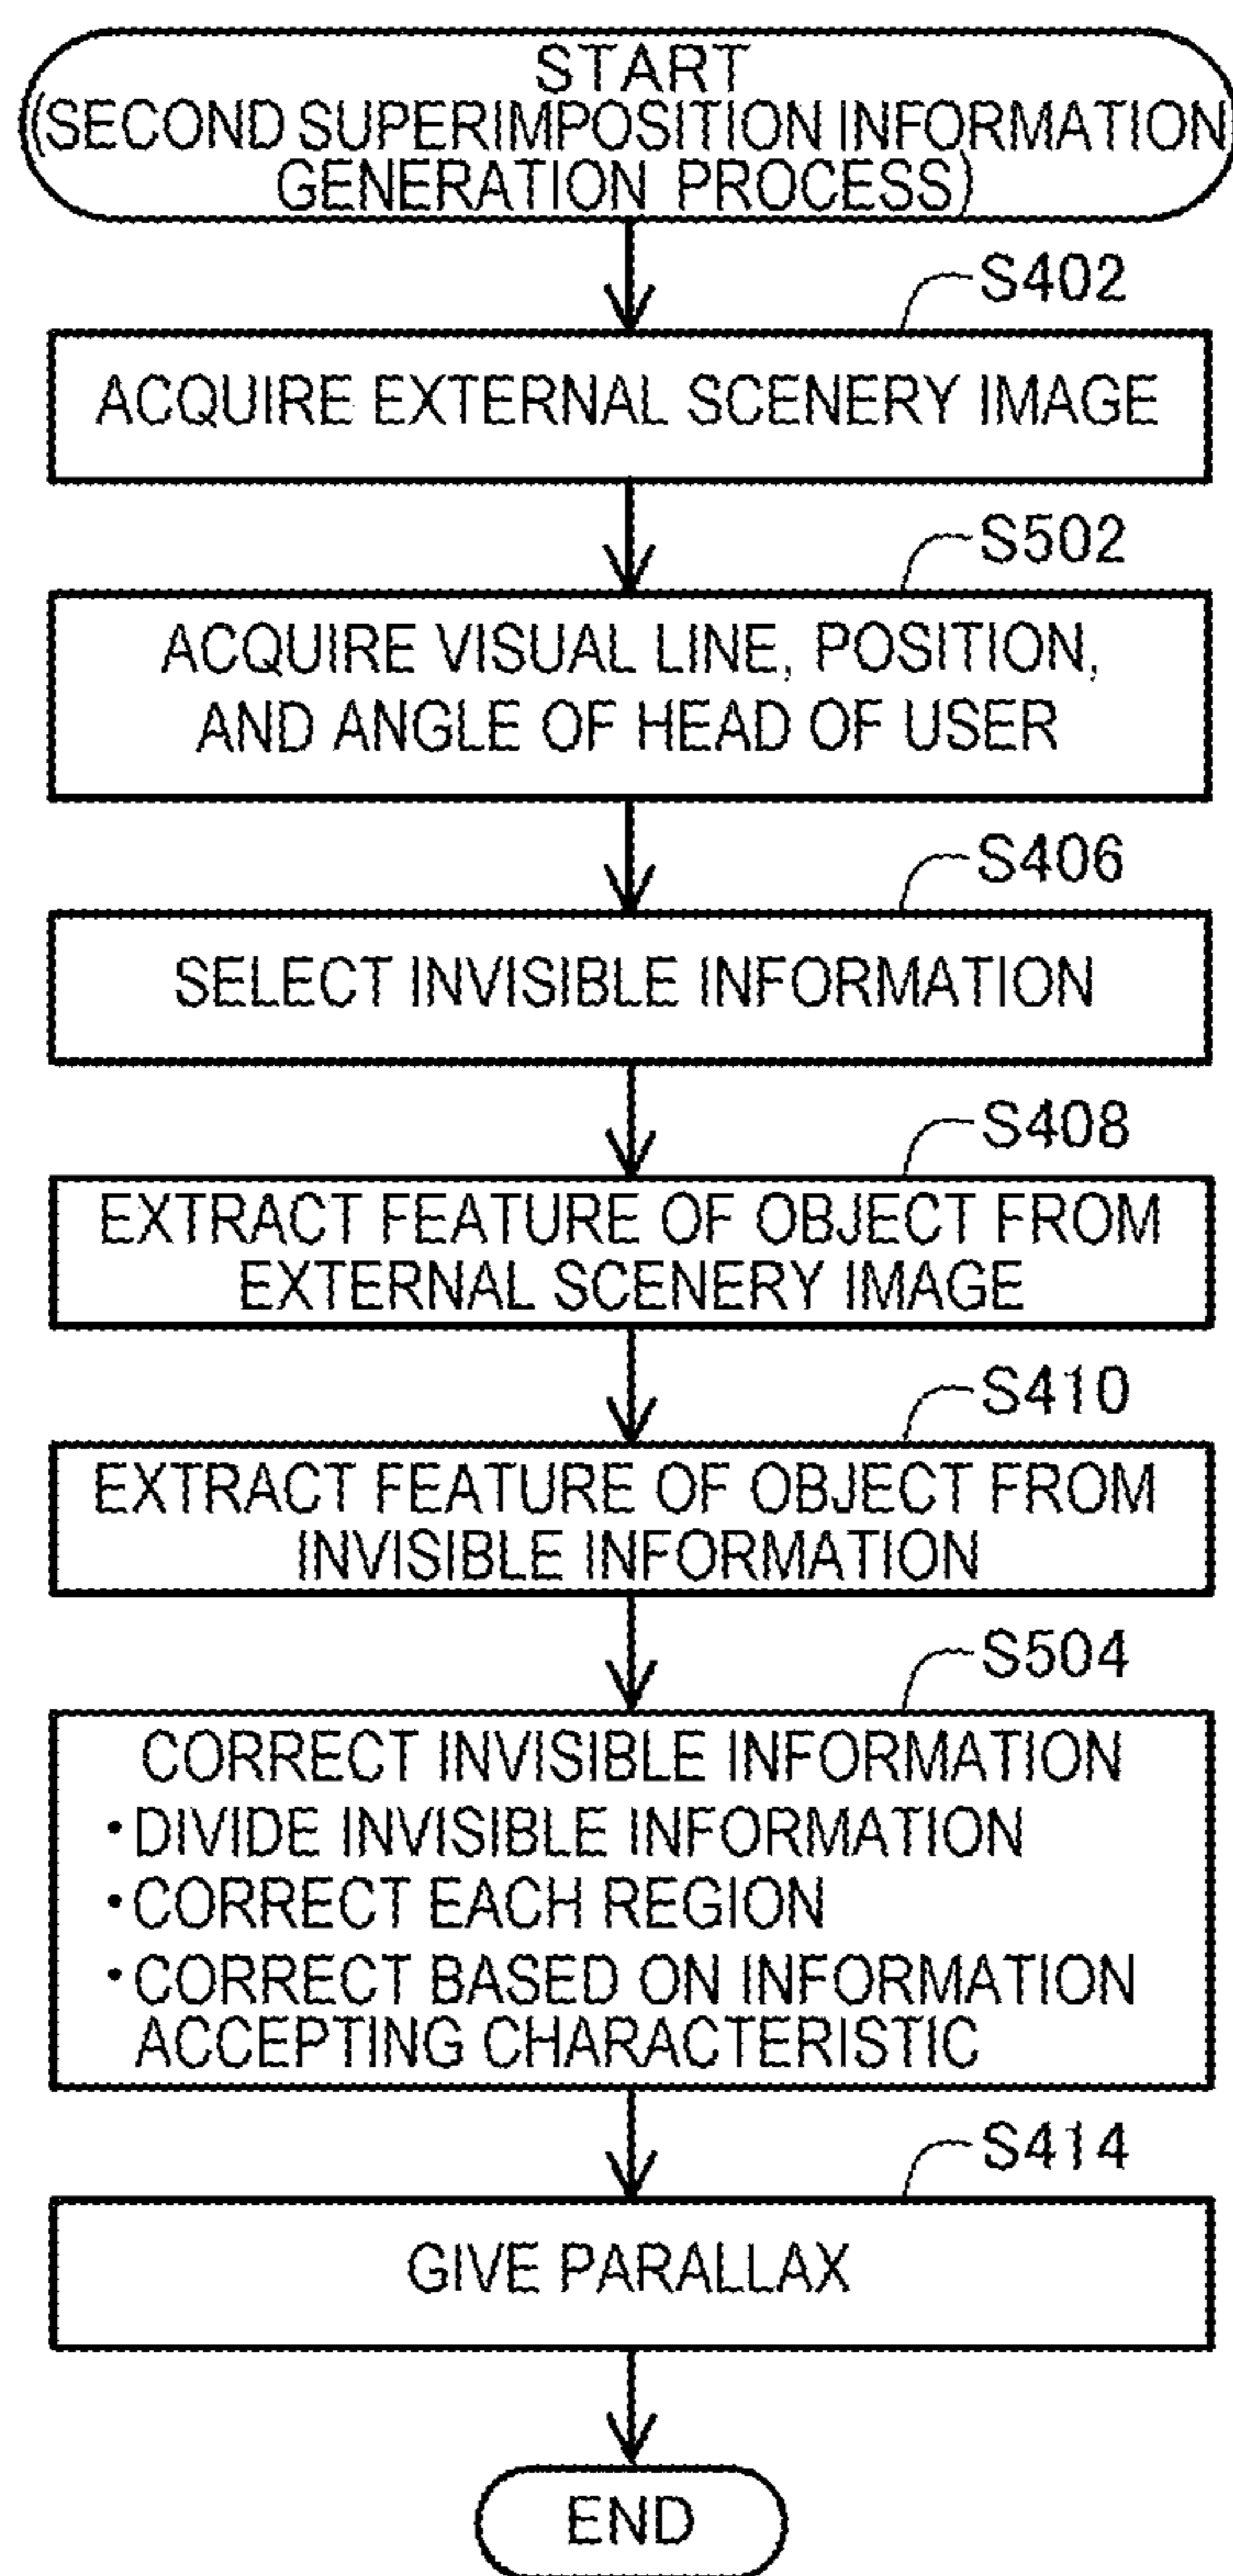 START
(SECOND SUPERIMPOSITION INFORMATION
GENERATION PROCESS)
S402
ACQUIRE EXTERNAL SCENERY IMAGE
S502
ACQUIRE VISUAL LINE, POSITION,
AND ANGLE OF HEAD OF USER
S406
SELECT INVISIBLE INFORMATION
S408
EXTRACT FEATURE OF OBJECT FROM
EXTERNAL SCENERY IMAGE
S410
EXTRACT FEATURE OF OBJECT FROM
INVISIBLE INFORMATION
S504
CORRECT INVISIBLE INFORMATION
・DIVIDE INVISIBLE INFORMATION
・CORRECT EACH REGION
・CORRECT BASED ON INFORMATION
ACCEPTING CHARACTERISTIC
S414
GIVE PARALLAX
END